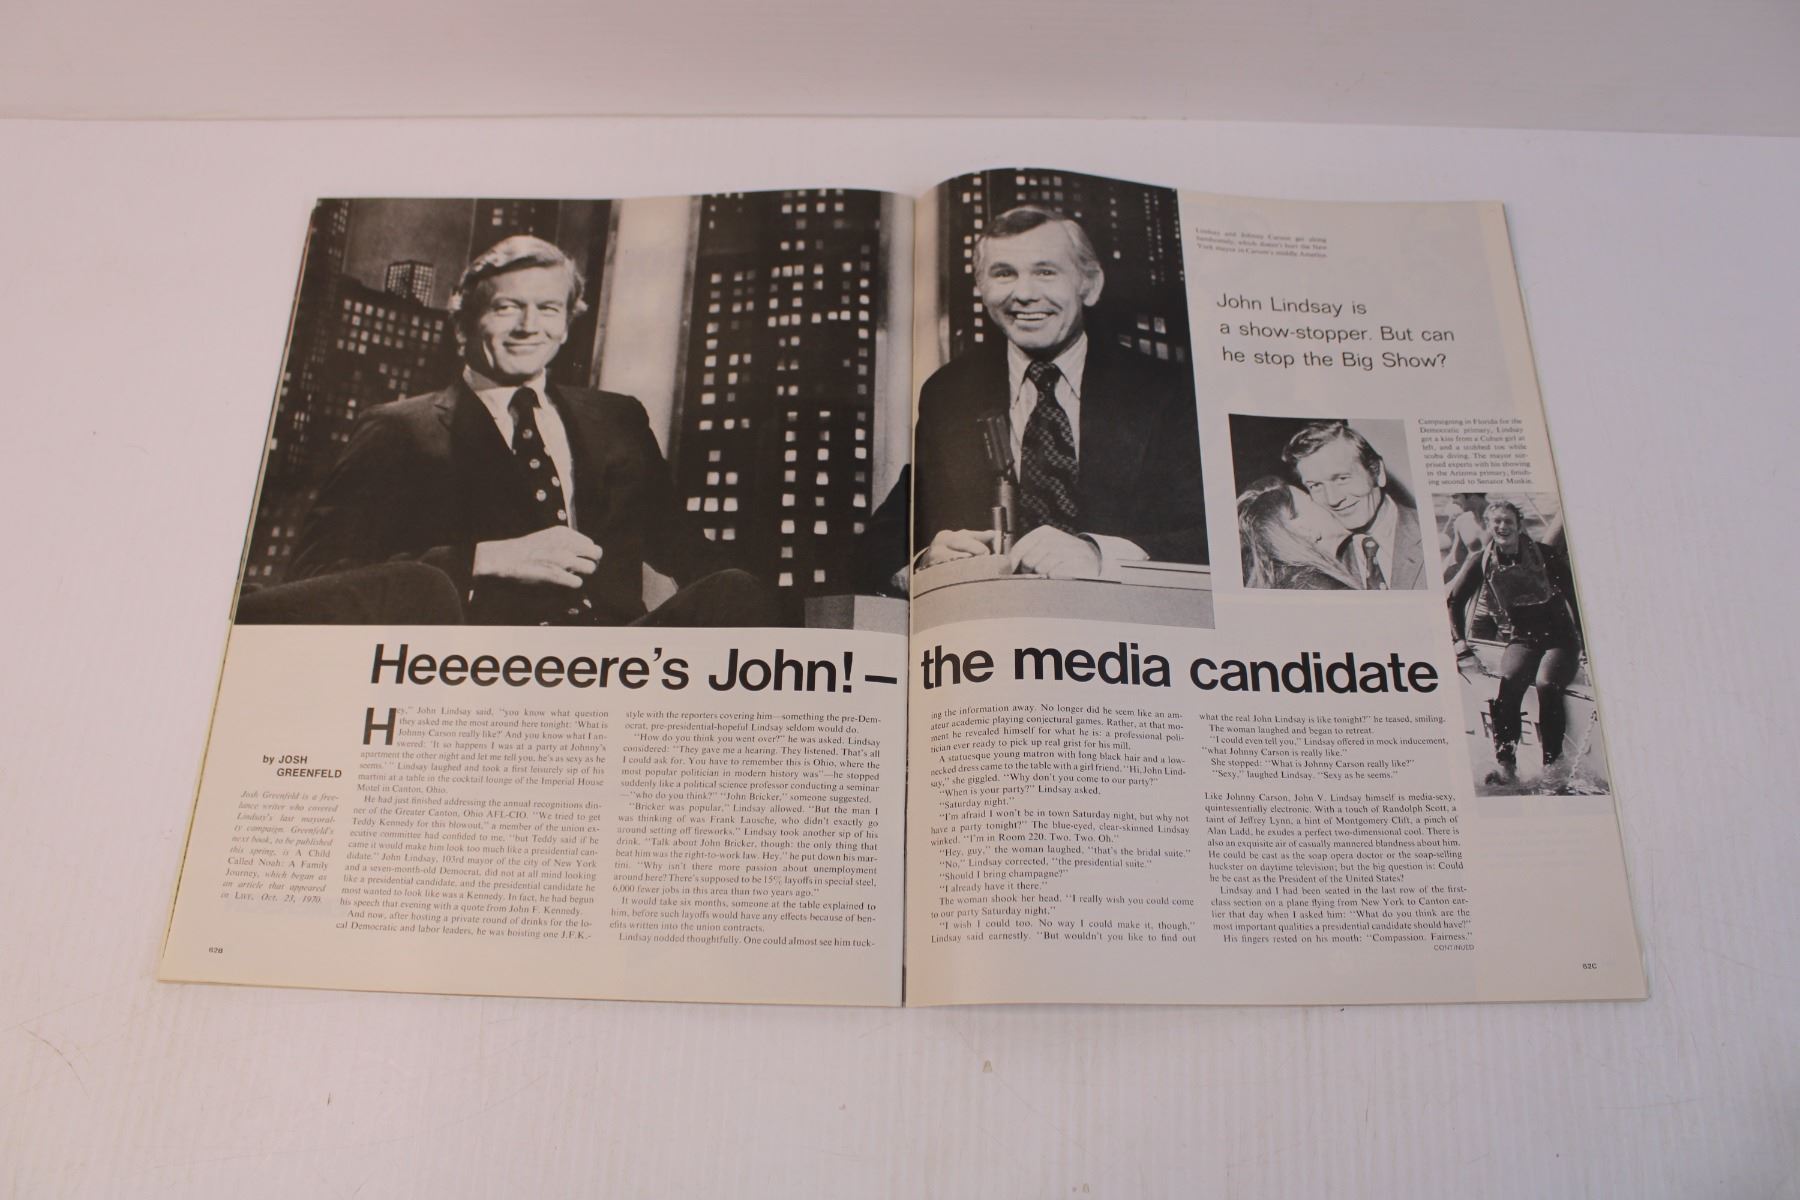 Lindsay and Johnny Carson get along
handsomely, which doesn't hurt the New
York mayor in Carson's middle America
John Lindsay is
a show-stopper. But can
he stop the Big Show?
Campaigning in Florida for the
Democratic primary, Lindsay
got a kiss from a Cuban girl at
left, and a stubbed toe while
scuba diving. The mayor sur-
prised experts with his showing
in the Arizona primary, finish-
ing second to Senator Muskie.
Heeeeeere's John!—the media candidate
by JOSH
GREENFELD
Josh Greenfeld is a free-
lance writer who covered
Lindsay's last mayoral-
ty campaign. Greenfeld's
next book, to be published
this spring, is A Child
Called Noah: A Family
Journey, which began as
an article that appeared
in LIFE, Oct. 23, 1970.
Hey," John Lindsay said, "you know what question
they asked me the most around here tonight: 'What is
Johnny Carson really like?' And you know what I an-
swered: 'It so happens I was at a party at Johnny's
apartment the other night and let me tell you, he's as sexy as he
seems.'" Lindsay laughed and took a first leisurely sip of his
martini at a table in the cocktail lounge of the Imperial House
Motel in Canton, Ohio.
He had just finished addressing the annual recognitions din-
ner of the Greater Canton, Ohio AFL-CIO. "We tried to get
Teddy Kennedy for this blowout," a member of the union ex-
ecutive committee had confided to me, "but Teddy said if he
came it would make him look too much like a presidential can-
didate." John Lindsay, 103rd mayor of the city of New York
and a seven-month-old Democrat, did not at all mind looking
like a presidential candidate, and the presidential candidate he
most wanted to look like was a Kennedy. In fact, he had begun
his speech that evening with a quote from John F. Kennedy.
And now, after hosting a private round of drinks for the lo-
cal Democratic and labor leaders, he was hoisting one J.F.K.-
style with the reporters covering him—something the pre-Dem-
ocrat, pre-presidential-hopeful Lindsay seldom would do.
"How do you think you went over?" he was asked. Lindsay
considered: "They gave me a hearing. They listened. That's all
I could ask for. You have to remember this is Ohio, where the
most popular politician in modern history was"—he stopped
suddenly like a political science professor conducting a seminar
—"who do you think?" "John Bricker," someone suggested.
"Bricker was popular," Lindsay allowed. "But the man I
was thinking of was Frank Lausche, who didn't exactly go
around setting off fireworks." Lindsay took another sip of his
drink. "Talk about John Bricker, though: the only thing that
beat him was the right-to-work law. Hey," he put down his mar-
tini. "Why isn't there more passion about unemployment
around here? There's supposed to be 15% layoffs in special steel,
6,000 fewer jobs in this area than two years ago."
It would take six months, someone at the table explained to
him, before such layoffs would have any effects because of ben-
efits written into the union contracts.
Lindsay nodded thoughtfully. One could almost see him tuck-
ing the information away. No longer did he seem like an am-
ateur academic playing conjectural games. Rather, at that mo-
ment he revealed himself for what he is: a professional poli-
tician ever ready to pick up real grist for his mill.
A statuesque young matron with long black hair and a low-
necked dress came to the table with a girl friend. "Hi, John Lind-
say," she giggled. "Why don't you come to our party?"
"When is your party?" Lindsay asked.
"Saturday night."
"I'm afraid I won't be in town Saturday night, but why not
have a party tonight?" The blue-eyed, clear-skinned Lindsay
winked. "I'm in Room 220. Two. Two. Oh."
"Hey, guy," the woman laughed, "that's the bridal suite."
"No," Lindsay corrected, "the presidential suite."
"Should I bring champagne?"
"I already have it there."
The woman shook her head. "I really wish you could come
to our party Saturday night."
"I wish I could too. No way I could make it, though,"
Lindsay said earnestly. "But wouldn't you like to find out
what the real John Lindsay is like tonight?" he teased, smiling.
The woman laughed and began to retreat.
"I could even tell you," Lindsay offered in mock inducement,
"what Johnny Carson is really like."
She stopped: "What is Johnny Carson really like?"
"Sexy," laughed Lindsay. "Sexy as he seems."
Like Johnny Carson, John V. Lindsay himself is media-sexy,
quintessentially electronic. With a touch of Randolph Scott, a
taint of Jeffrey Lynn, a hint of Montgomery Clift, a pinch of
Alan Ladd, he exudes a perfect two-dimensional cool. There is
also an exquisite air of casually mannered blandness about him.
He could be cast as the soap opera doctor or the soap-selling
huckster on daytime television; but the big question is: Could
he be cast as the President of the United States?
Lindsay and I had been seated in the last row of the first-
class section on a plane flying from New York to Canton ear-
lier that day when I asked him: "What do you think are the
most important qualities a presidential candidate should have?"
His fingers rested on his mouth: "Compassion. Fairness."
CONTINUED
62B
62C